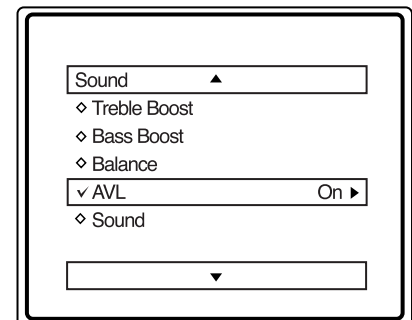 Sound ▲
◇ Treble Boost
◇ Bass Boost
◇ Balance
✓ AVL On ▶
◇ Sound
▼